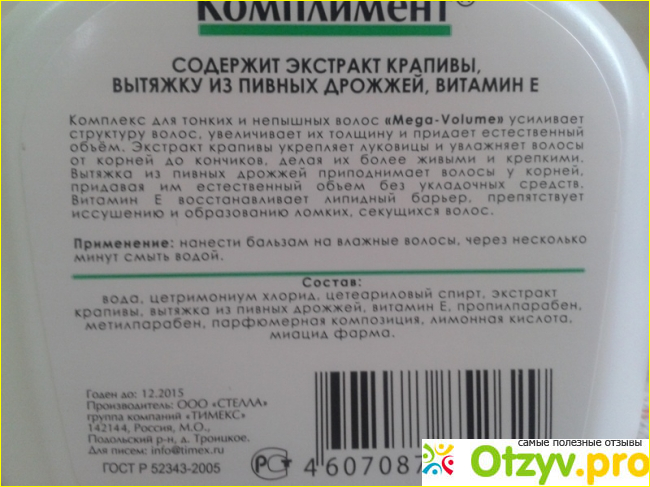 Комплимент®
СОДЕРЖИТ ЭКСТРАКТ КРАПИВЫ,
ВЫТЯЖКУ ИЗ ПИВНЫХ ДРОЖЖЕЙ, ВИТАМИН Е
Комплекс для тонких и непышных волос «Mega-Volume» усиливает
структуру волос, увеличивает их толщину и придает естественный
объём. Экстракт крапивы укрепляет луковицы и увлажняет волосы
от корней до кончиков, делая их более живыми и крепкими.
Вытяжка из пивных дрожжей приподнимает волосы у корней,
придавая им естественный объем без укладочных средств.
Витамин Е восстанавливает липидный барьер, препятствует
иссушению и образованию ломких, секущихся волос.
Применение: нанести бальзам на влажные волосы, через несколько
минут смыть водой.
Состав:
вода, цетримониум хлорид, цетеариловый спирт, экстракт
крапивы, вытяжка из пивных дрожжей, витамин Е, пропилпарабен,
метилпарабен, парфюмерная композиция, лимонная кислота,
миацид фарма.
Годен до: 12.2015
Производитель: ООО «СТЕЛЛА»
группа компаний «ТИМЕКС»
142144, Россия, М.О.,
Подольский р-н, д. Троицкое.
Для писем: info@timex.ru
ГОСТ Р 52343-2005
РСТ
4 60708
самые полезные отзывы
Otzyv.pro